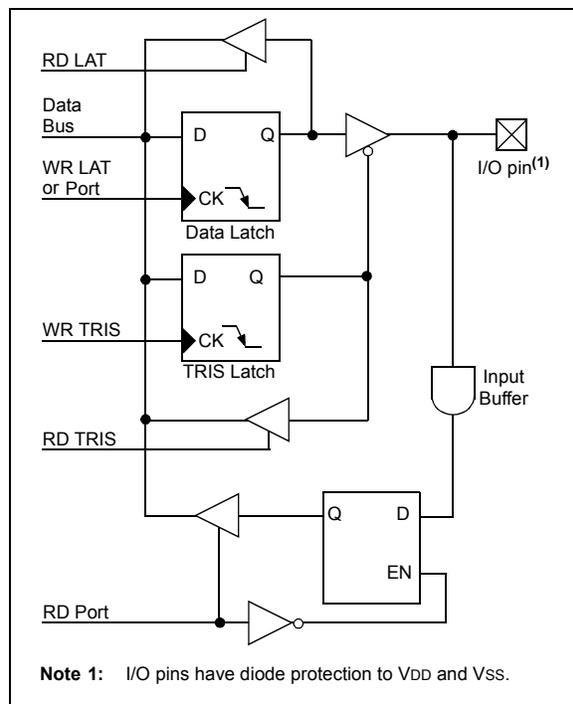 RD LAT
Data
Bus
D Q
WR LAT
or Port
CK
I/O pin(1)
Data Latch
D Q
WR TRIS
CK
TRIS Latch
Input
Buffer
RD TRIS
Q D
EN
RD Port
Note 1: I/O pins have diode protection to VDD and VSS.